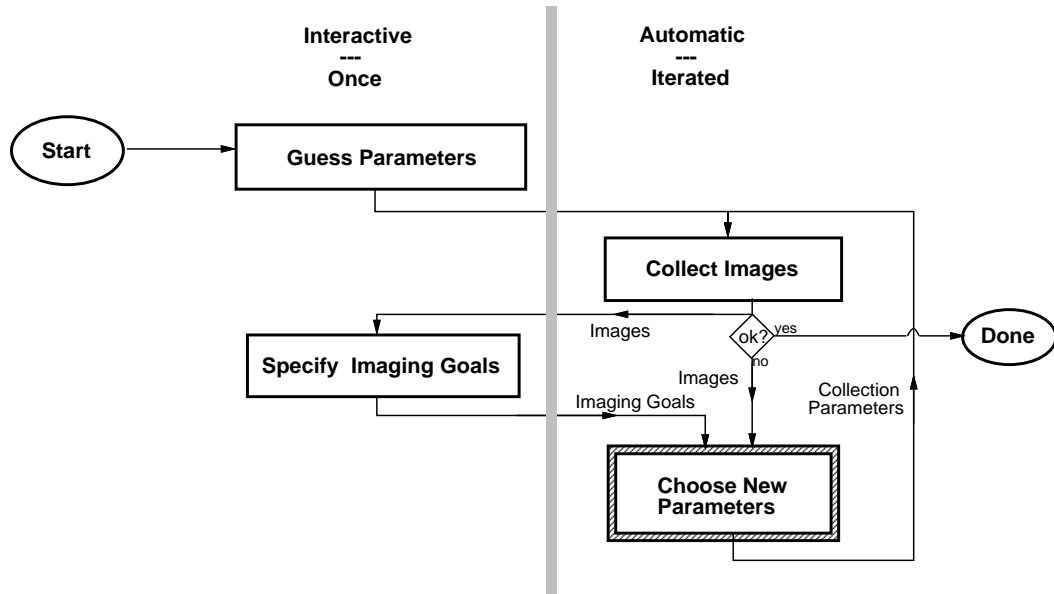 Interactive
---
Once
Automatic
---
Iterated
Start
Guess Parameters
Collect Images
Images
ok?
yes
Done
no
Specify Imaging Goals
Images
Collection
Parameters
Imaging Goals
Choose New
Parameters